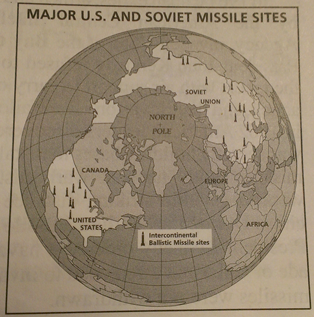 MAJOR U.S. AND SOVIET MISSILE SITES
SOVIET
UNION
NORTH
POLE
CANADA
EUROPE
UNITED
STATES
AFRICA
Intercontinental
Ballistic Missile sites